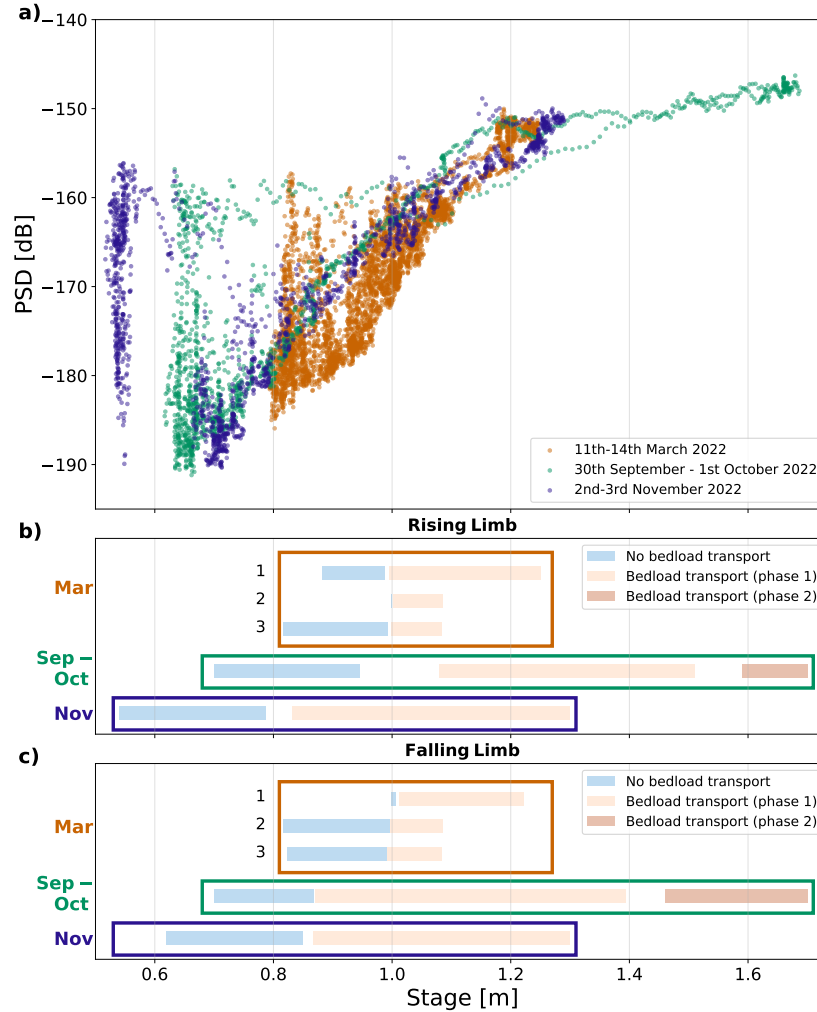 a)
−140
−150
−160
−170
−180
−190
PSD [dB]
11th-14th March 2022
30th September - 1st October 2022
2nd-3rd November 2022
b)
Rising Limb
Mar
1
2
3
Sep −
Oct
Nov
No bedload transport
Bedload transport (phase 1)
Bedload transport (phase 2)
c)
Falling Limb
Mar
1
2
3
Sep −
Oct
Nov
No bedload transport
Bedload transport (phase 1)
Bedload transport (phase 2)
0.6 0.8 1.0 1.2 1.4 1.6
Stage [m]